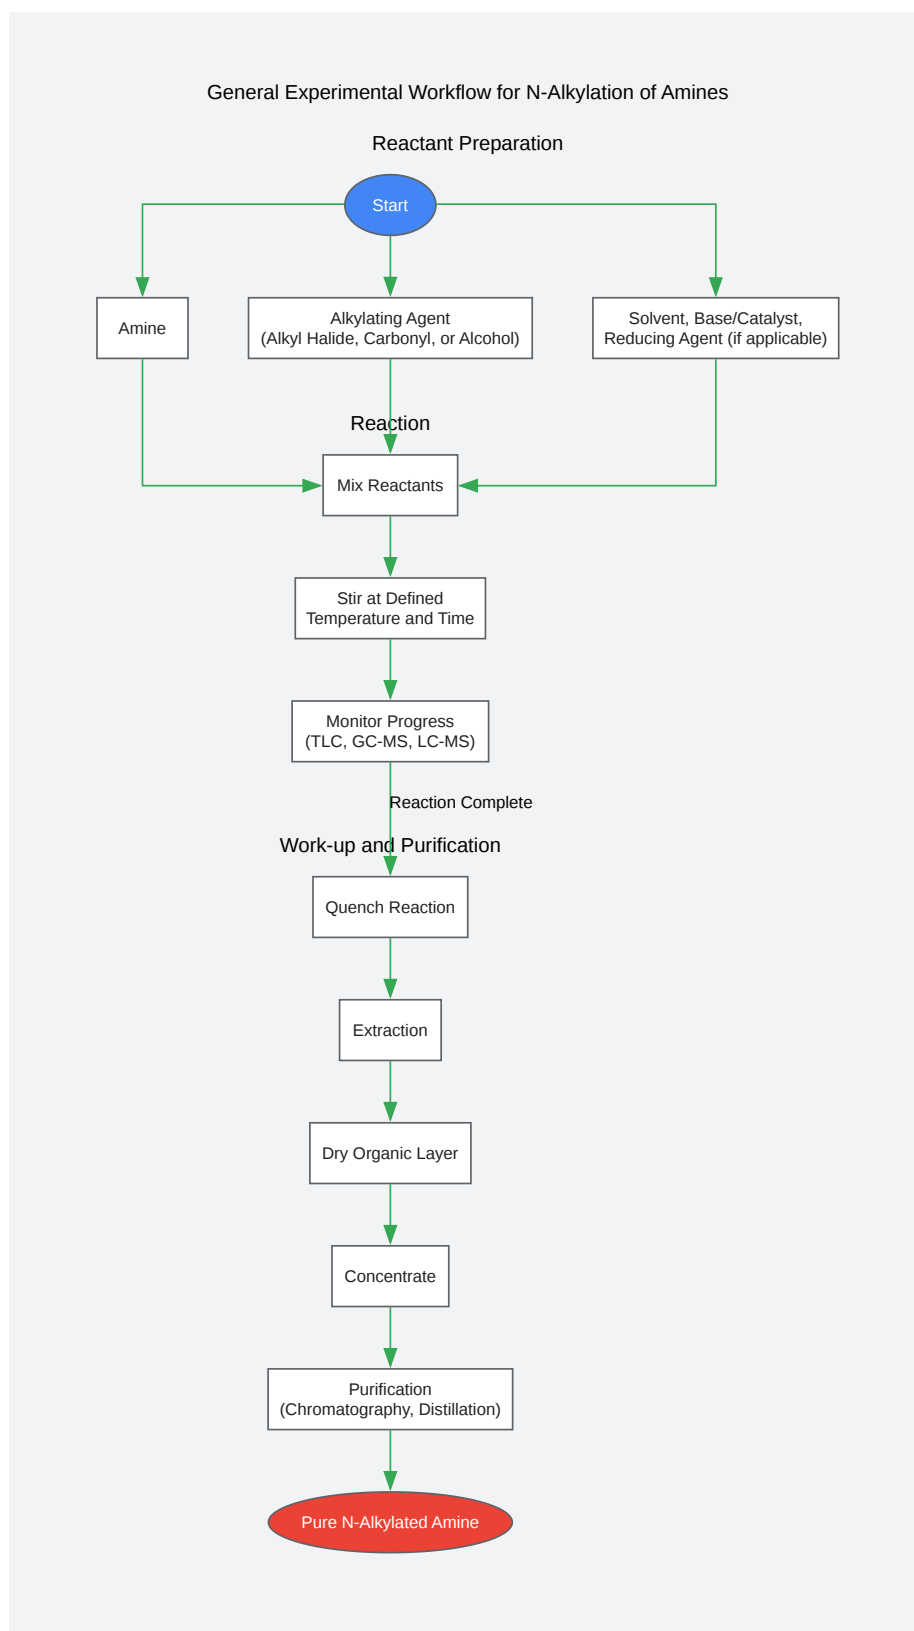 General Experimental Workflow for N-Alkylation of Amines
Reactant Preparation
Start
Amine
Alkylating Agent
(Alkyl Halide, Carbonyl, or Alcohol)
Solvent, Base/Catalyst,
Reducing Agent (if applicable)
Reaction
Mix Reactants
Stir at Defined
Temperature and Time
Monitor Progress
(TLC, GC-MS, LC-MS)
Reaction Complete
Work-up and Purification
Quench Reaction
Extraction
Dry Organic Layer
Concentrate
Purification
(Chromatography, Distillation)
Pure N-Alkylated Amine